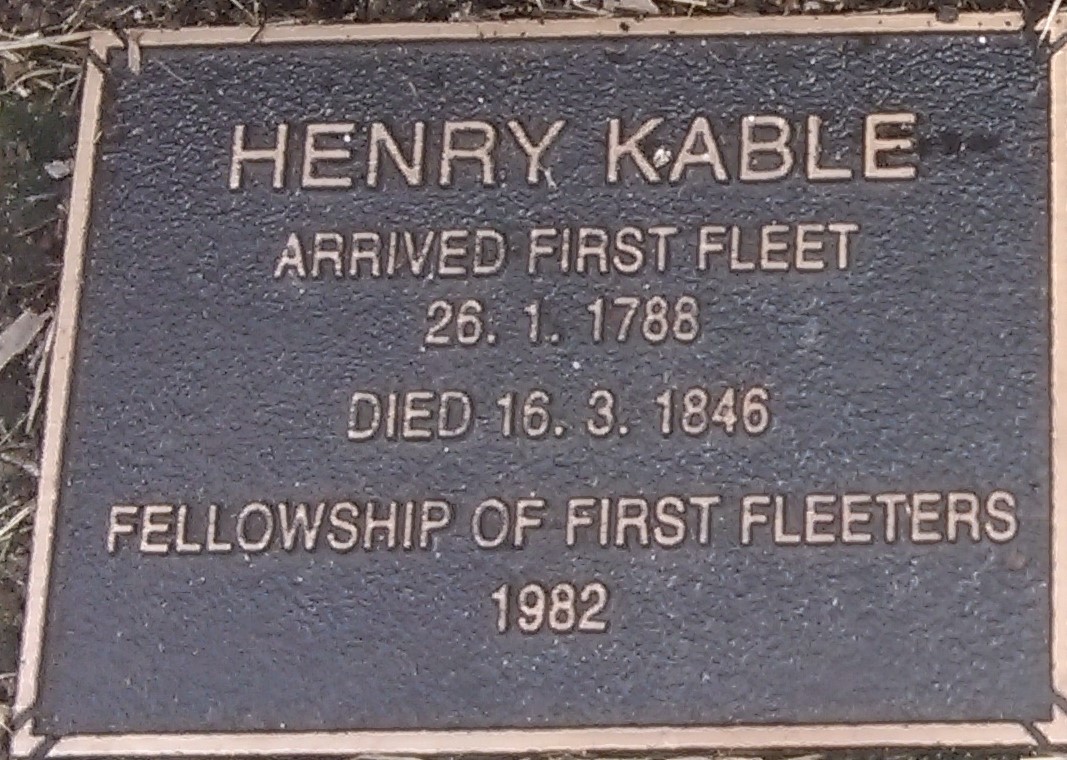 HENRY KABLE
ARRIVED FIRST FLEET
26. 1. 1788
DIED 16. 3. 1846
FELLOWSHIP OF FIRST FLEETERS
1982